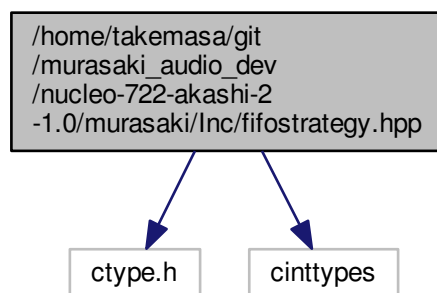 /home/takemasa/git
/murasaki_audio_dev
/nucleo-722-akashi-2
-1.0/murasaki/Inc/fifostrategy.hpp
ctype.h
cinttypes